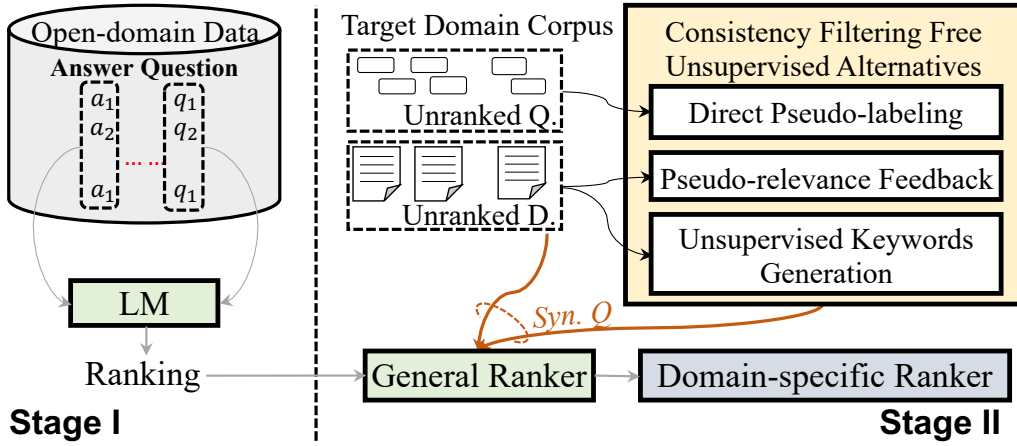 Open-domain Data
Answer Question
a₁ q₁
a₂ q₂
... ...
a₁ q₁
LM
Ranking
Stage I
Target Domain Corpus
Unranked Q.
Unranked D.
Consistency Filtering Free
Unsupervised Alternatives
Direct Pseudo-labeling
Pseudo-relevance Feedback
Unsupervised Keywords
Generation
Syn. Q
General Ranker
Domain-specific Ranker
Stage II